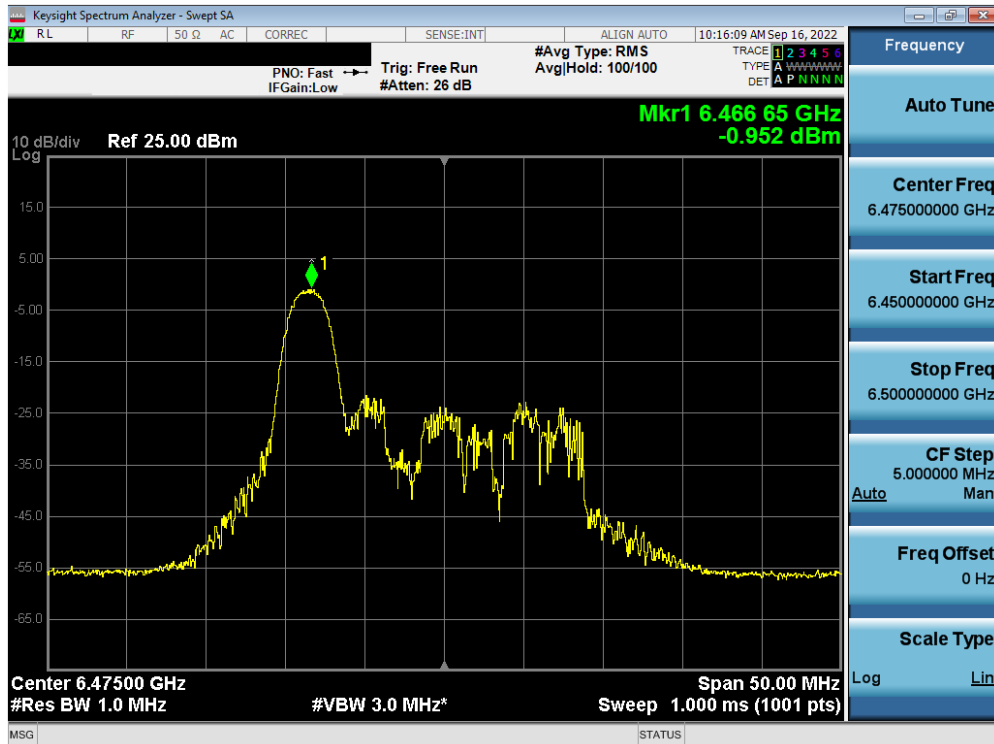 Keysight Spectrum Analyzer - Swept SA
LXI RL RF 50 Ω AC CORREC SENSE:INT ALIGN AUTO 10:16:09 AM Sep 16, 2022
PNO: Fast
IFGain:Low
Trig: Free Run
#Atten: 26 dB
#Avg Type: RMS
Avg|Hold: 100/100
TRACE 1 2 3 4 5 6
TYPE A W W W W W
DET A P N N N N
Mkr1 6.466 65 GHz
-0.952 dBm
10 dB/div Ref 25.00 dBm
Log
15.0
5.00
-5.00
-15.0
-25.0
-35.0
-45.0
-55.0
-65.0
1
Center 6.47500 GHz
#Res BW 1.0 MHz
#VBW 3.0 MHz*
Span 50.00 MHz
Sweep 1.000 ms (1001 pts)
MSG
STATUS
Frequency
Auto Tune
Center Freq
6.475000000 GHz
Start Freq
6.450000000 GHz
Stop Freq
6.500000000 GHz
CF Step
5.000000 MHz
Auto Man
Freq Offset
0 Hz
Scale Type
Log Lin